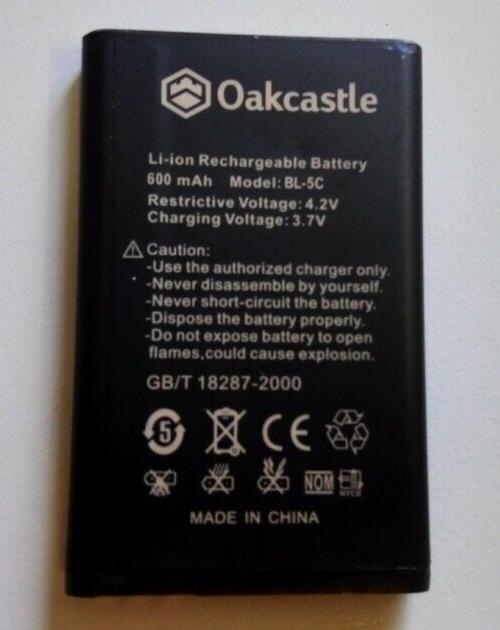 Oakcastle
Li-ion Rechargeable Battery
600 mAh Model: BL-5C
Restrictive Voltage: 4.2V
Charging Voltage: 3.7V
Caution:
-Use the authorized charger only.
-Never disassemble by yourself.
-Never short-circuit the battery.
-Dispose the battery properly.
-Do not expose battery to open
flames,could cause explosion.
GB/T 18287-2000
5 CE
NOM NYCE
MADE IN CHINA